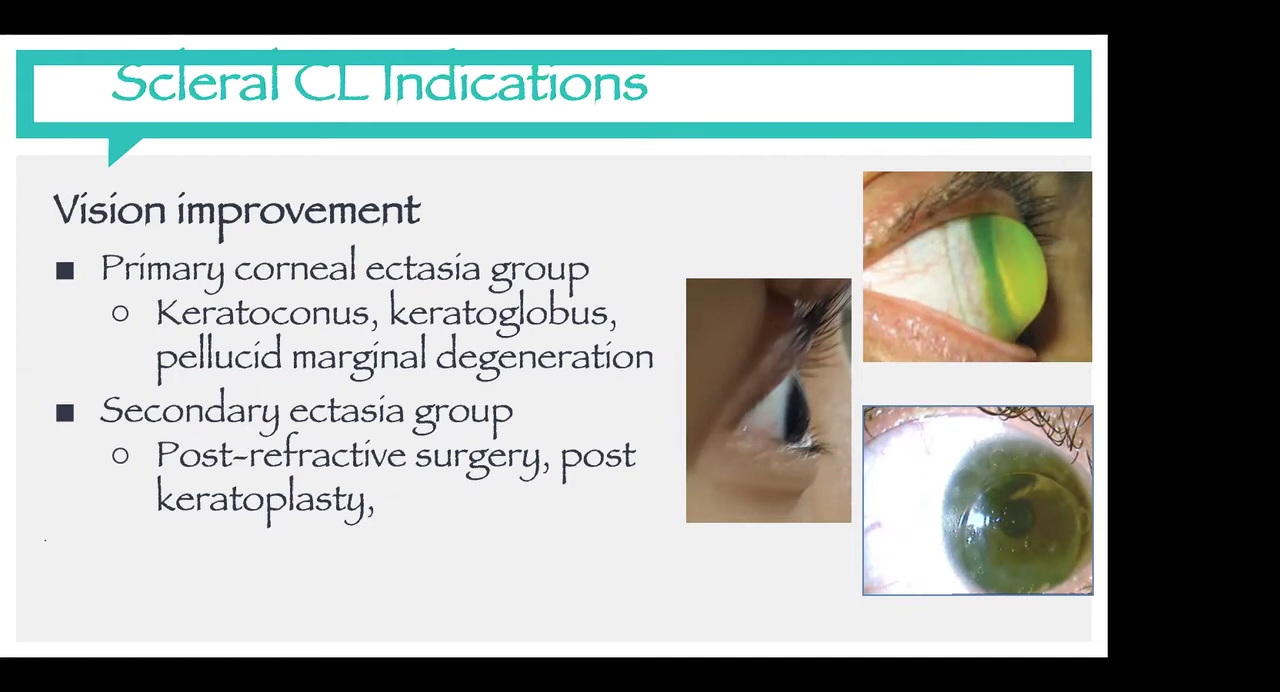 Scleral CL Indications
Vision improvement
■ Primary corneal ectasia group
○ Keratoconus, keratoglobus,
pellucid marginal degeneration
■ Secondary ectasia group
○ Post-refractive surgery, post
keratoplasty,
.